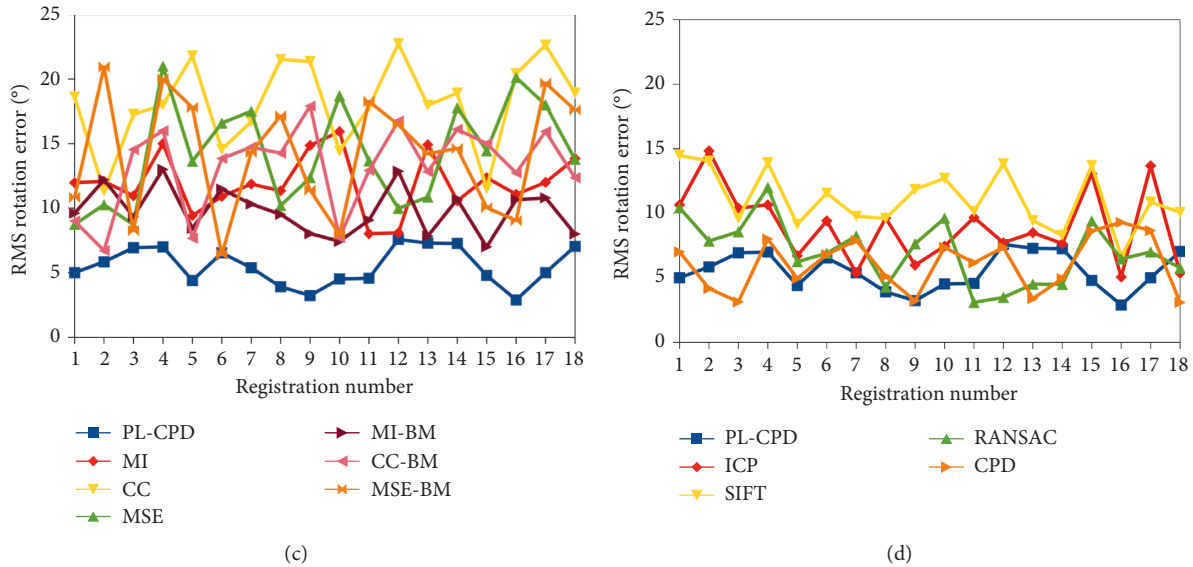 25
20
15
10
5
0
RMS rotation error (°)
1 2 3 4 5 6 7 8 9 10 11 12 13 14 15 16 17 18
Registration number
PL-CPD
MI
CC
MSE
MI-BM
CC-BM
MSE-BM
(c)
25
20
15
10
5
0
RMS rotation error (°)
1 2 3 4 5 6 7 8 9 10 11 12 13 14 15 16 17 18
Registration number
PL-CPD
ICP
SIFT
RANSAC
CPD
(d)